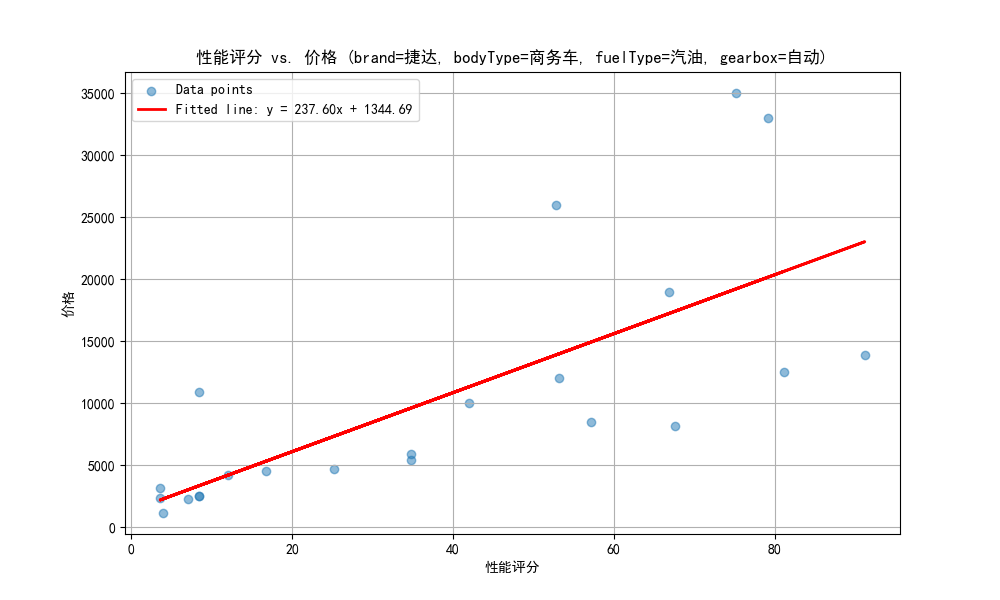 性能评分 vs. 价格 (brand=捷达, bodyType=商务车, fuelType=汽油, gearbox=自动)
Data points
Fitted line: y = 237.60x + 1344.69
价格
35000
30000
25000
20000
15000
10000
5000
0
0 20 40 60 80
性能评分